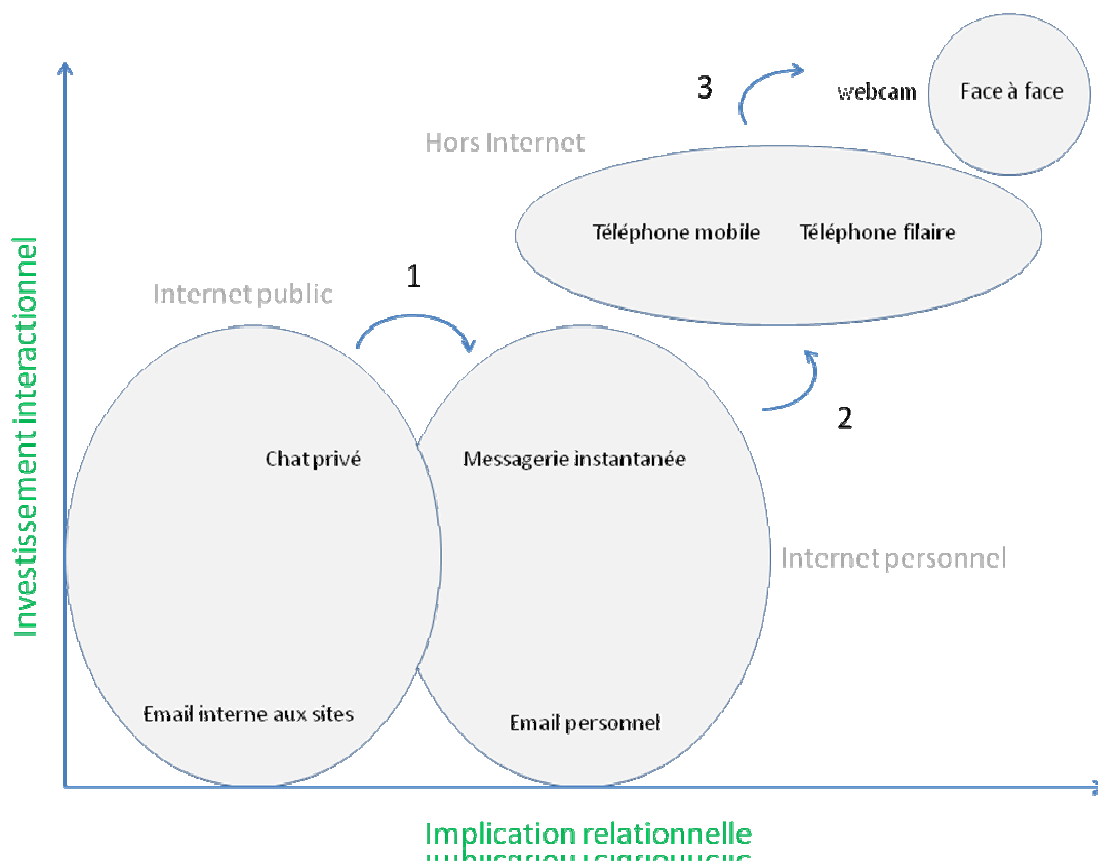 3
webcam
Face à face
Hors Internet
Téléphone mobile
Téléphone filaire
1
Internet public
2
Chat privé
Messagerie instantanée
Internet personnel
Email interne aux sites
Email personnel
Investissement interactionnel
Implication relationnelle